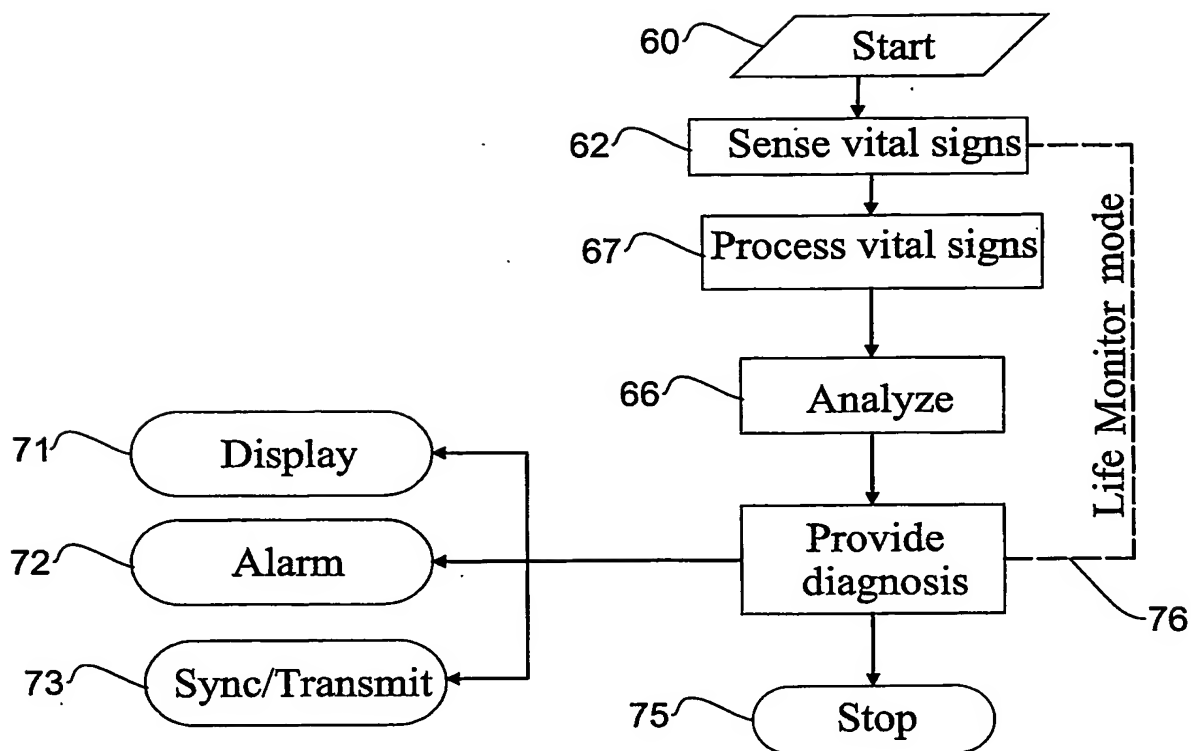 60
Start
62
Sense vital signs
67
Process vital signs
Life Monitor mode
66
Analyze
71
Display
72
Alarm
Provide
diagnosis
76
73
Sync/Transmit
75
Stop